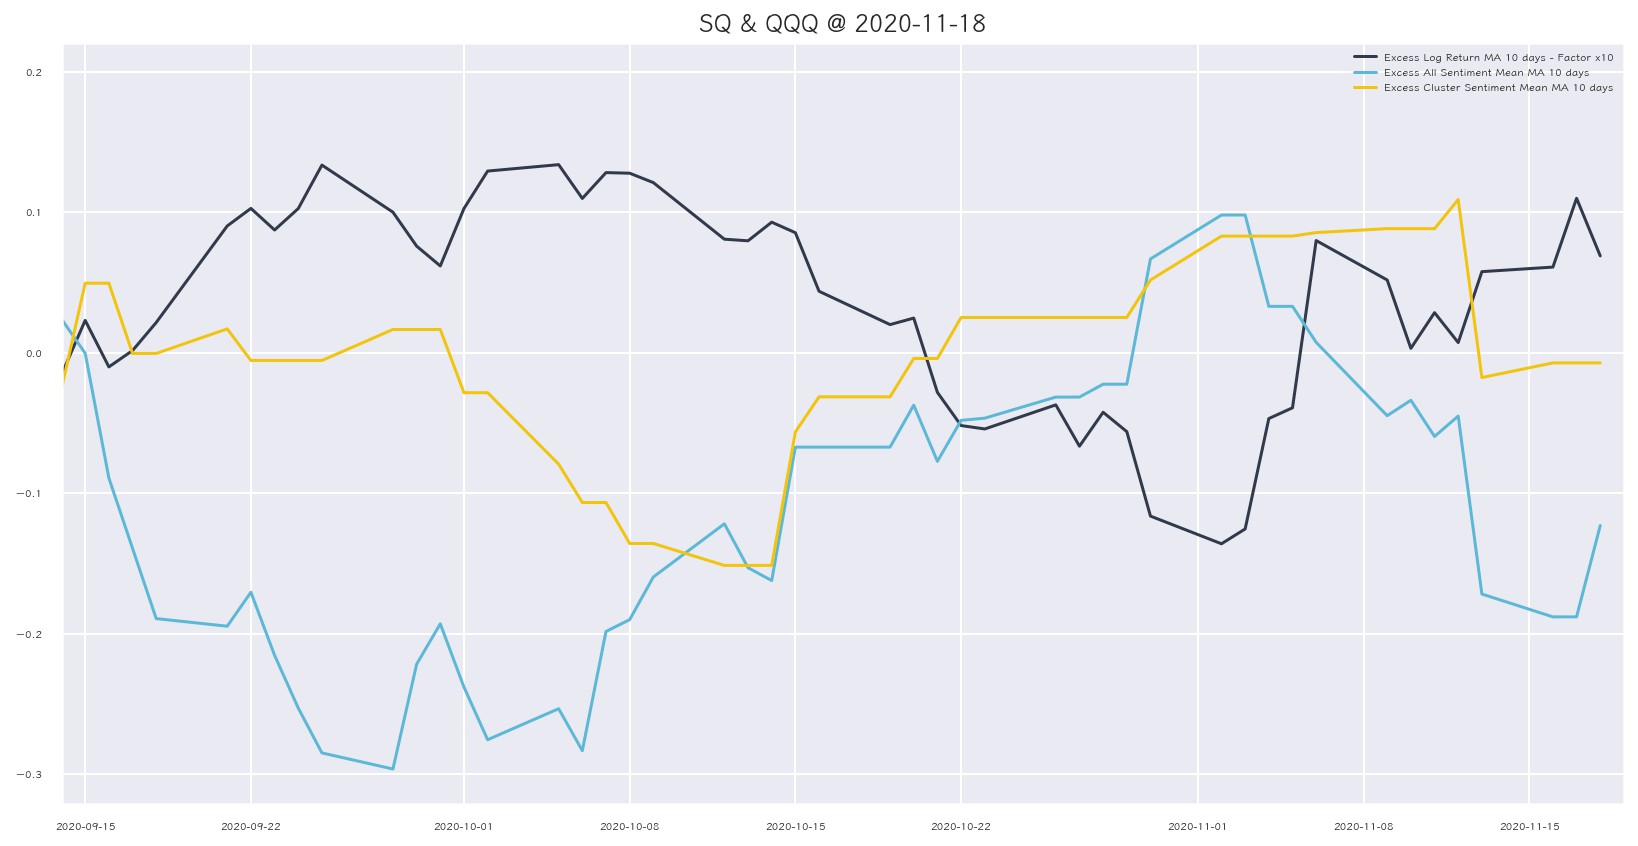 SQ & QQQ @ 2020-11-18
Excess Log Return MA 10 days - Factor x10
Excess All Sentiment Mean MA 10 days
Excess Cluster Sentiment Mean MA 10 days
0.2
0.1
0.0
−0.1
−0.2
−0.3
2020-09-15 2020-09-22 2020-10-01 2020-10-08 2020-10-15 2020-10-22 2020-11-01 2020-11-08 2020-11-15